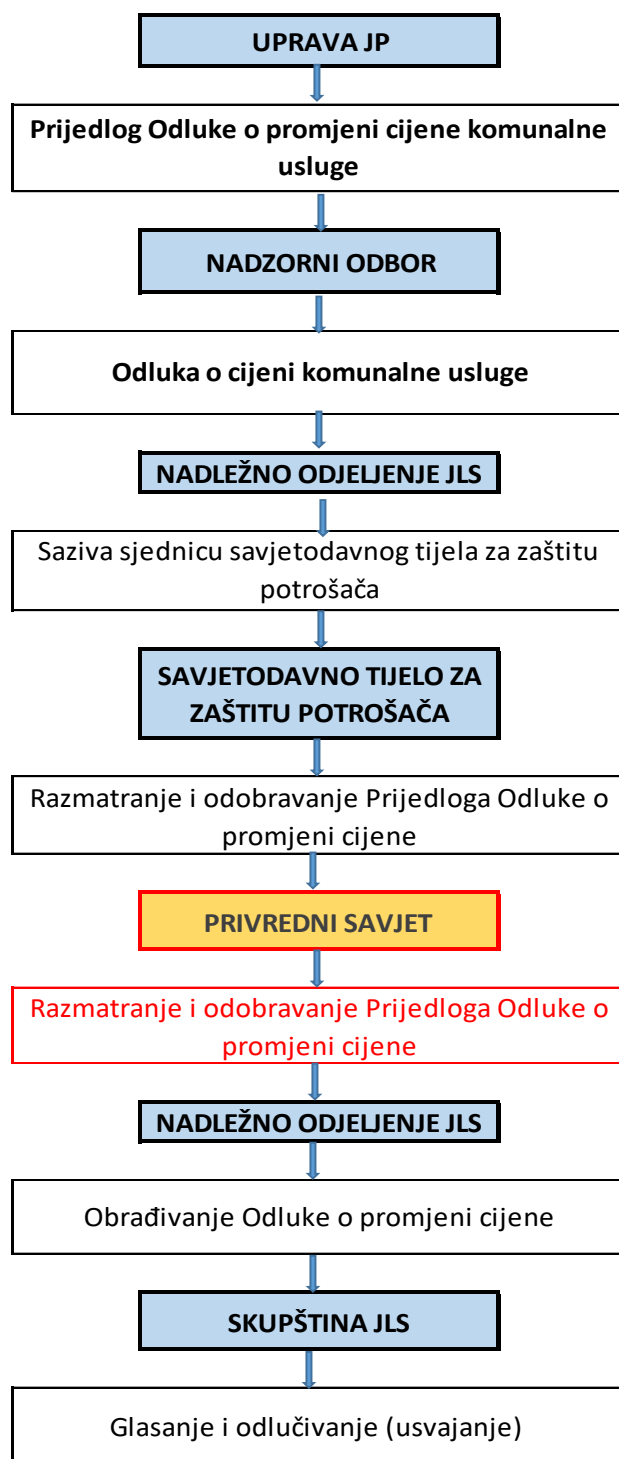 UPRAVA JP
Prijedlog Odluke o promjeni cijene komunalne
usluge
NADZORNI ODBOR
Odluka o cijeni komunalne usluge
NADLEŽNO ODJELJENJE JLS
Saziva sjednicu savjetodavnog tijela za zaštitu
potrošača
SAVJETODAVNO TIJELO ZA
ZAŠTITU POTROŠAČA
Razmatranje i odobravanje Prijedloga Odluke o
promjeni cijene
PRIVREDNI SAVJET
Razmatranje i odobravanje Prijedloga Odluke o
promjeni cijene
NADLEŽNO ODJELJENJE JLS
Obrađivanje Odluke o promjeni cijene
SKUPŠTINA JLS
Glasanje i odlučivanje (usvajanje)